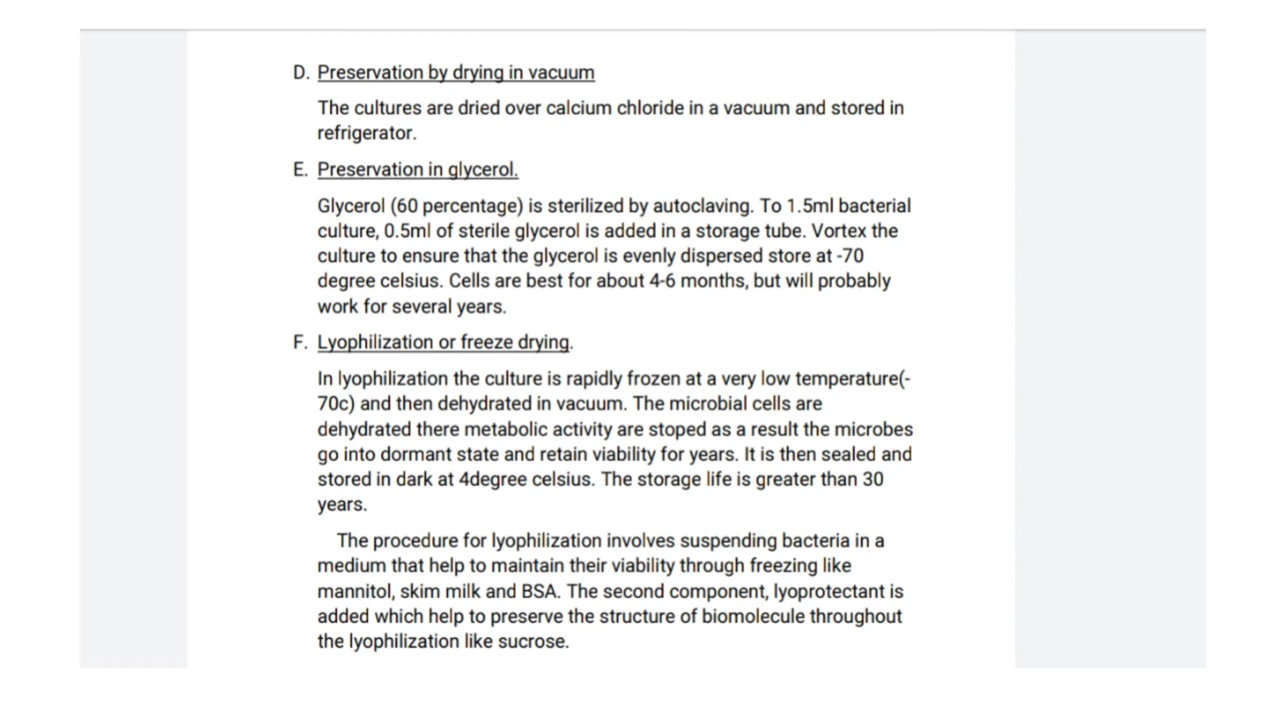 D. Preservation by drying in vacuum
The cultures are dried over calcium chloride in a vacuum and stored in
refrigerator.
E. Preservation in glycerol.
Glycerol (60 percentage) is sterilized by autoclaving. To 1.5ml bacterial
culture, 0.5ml of sterile glycerol is added in a storage tube. Vortex the
culture to ensure that the glycerol is evenly dispersed store at -70
degree celsius. Cells are best for about 4-6 months, but will probably
work for several years.
F. Lyophilization or freeze drying.
In lyophilization the culture is rapidly frozen at a very low temperature(-
70c) and then dehydrated in vacuum. The microbial cells are
dehydrated there metabolic activity are stoped as a result the microbes
go into dormant state and retain viability for years. It is then sealed and
stored in dark at 4degree celsius. The storage life is greater than 30
years.
The procedure for lyophilization involves suspending bacteria in a
medium that help to maintain their viability through freezing like
mannitol, skim milk and BSA. The second component, lyoprotectant is
added which help to preserve the structure of biomolecule throughout
the lyophilization like sucrose.